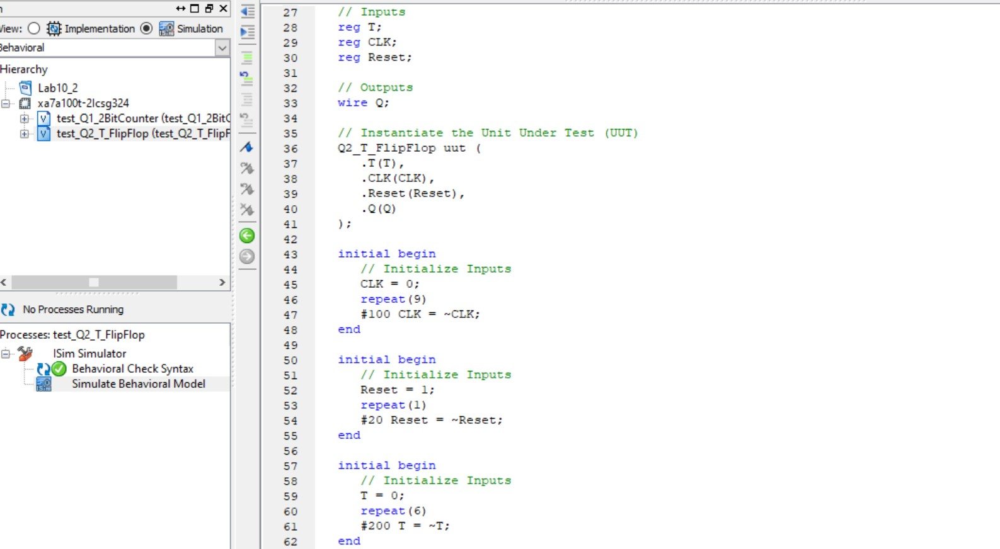 View: Implementation Simulation
Behavioral
Hierarchy
Lab10_2
xa7a100t-2lcsg324
test_Q1_2BitCounter (test_Q1_2BitC
test_Q2_T_FlipFlop (test_Q2_T_FlipF
No Processes Running
Processes: test_Q2_T_FlipFlop
ISim Simulator
Behavioral Check Syntax
Simulate Behavioral Model
27 // Inputs
28 reg T;
29 reg CLK;
30 reg Reset;
31
32 // Outputs
33 wire Q;
34
35 // Instantiate the Unit Under Test (UUT)
36 Q2_T_FlipFlop uut (
37 .T(T),
38 .CLK(CLK),
39 .Reset(Reset),
40 .Q(Q)
41 );
42
43 initial begin
44 // Initialize Inputs
45 CLK = 0;
46 repeat(9)
47 #100 CLK = ~CLK;
48 end
49
50 initial begin
51 // Initialize Inputs
52 Reset = 1;
53 repeat(1)
54 #20 Reset = ~Reset;
55 end
56
57 initial begin
58 // Initialize Inputs
59 T = 0;
60 repeat(6)
61 #200 T = ~T;
62 end